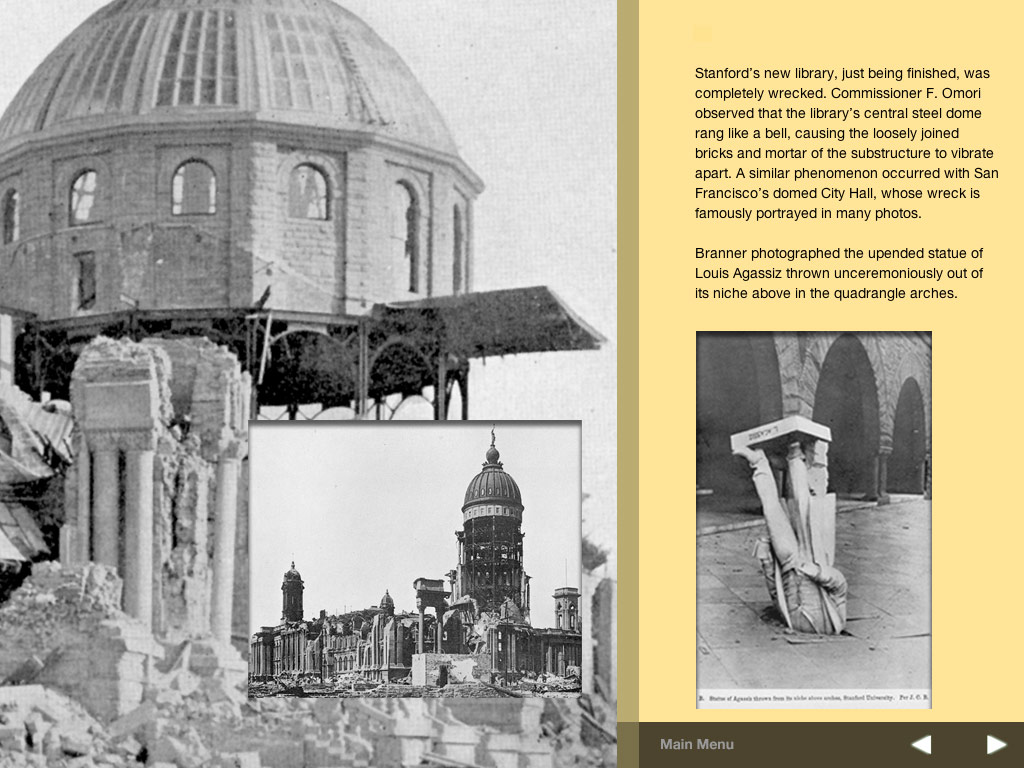 Stanford’s new library, just being finished, was
completely wrecked. Commissioner F. Omori
observed that the library’s central steel dome
rang like a bell, causing the loosely joined
bricks and mortar of the substructure to vibrate
apart. A similar phenomenon occurred with San
Francisco’s domed City Hall, whose wreck is
famously portrayed in many photos.
Branner photographed the upended statue of
Louis Agassiz thrown unceremoniously out of
its niche above in the quadrangle arches.
L. AGASSIZ
B. Statue of Agassiz thrown from its niche above arches, Stanford University. Per J. C. B.
Main Menu